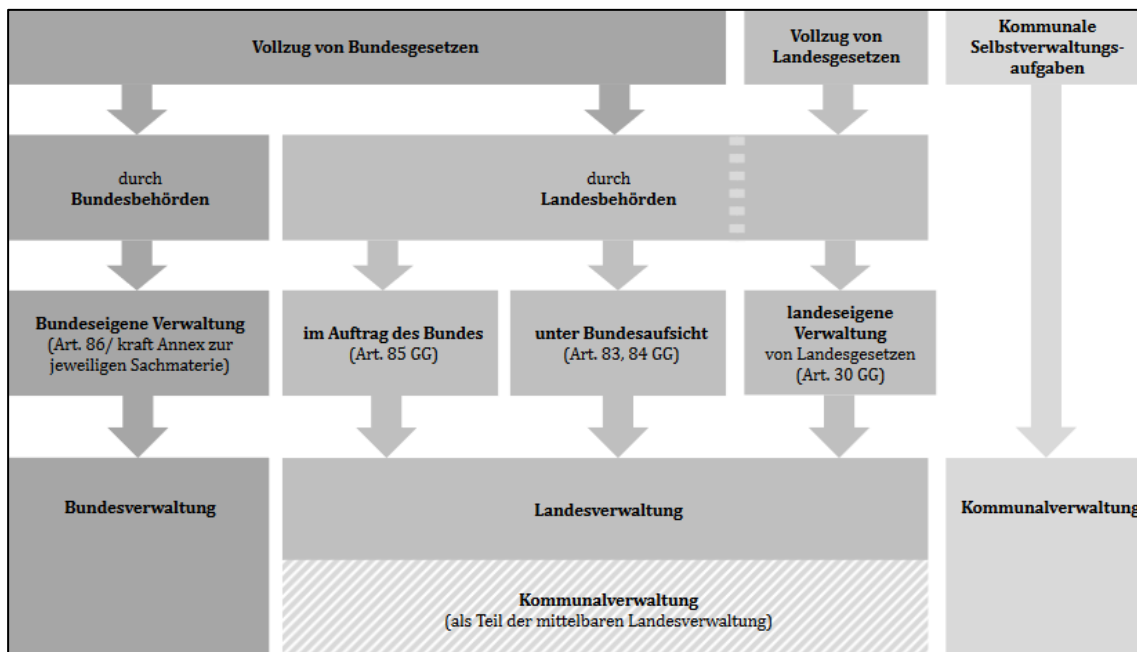 Vollzug von Bundesgesetzen
Vollzug von
Landesgesetzen
Kommunale
Selbstverwaltungs-
aufgaben
durch
Bundesbehörden
durch
Landesbehörden
Bundeseigene Verwaltung
(Art. 86/ kraft Annex zur
jeweiligen Sachmaterie)
im Auftrag des Bundes
(Art. 85 GG)
unter Bundesaufsicht
(Art. 83, 84 GG)
landeseigene
Verwaltung
von Landesgesetzen
(Art. 30 GG)
Bundesverwaltung
Landesverwaltung
Kommunalverwaltung
Kommunalverwaltung
(als Teil der mittelbaren Landesverwaltung)